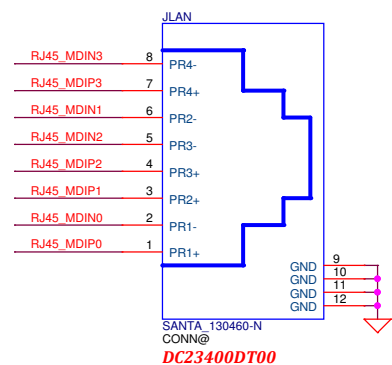 JLAN
RJ45_MDIN3 8 PR4-
RJ45_MDIP3 7 PR4+
RJ45_MDIN1 6 PR2-
RJ45_MDIN2 5 PR3-
RJ45_MDIP2 4 PR3+
RJ45_MDIP1 3 PR2+
RJ45_MDIN0 2 PR1-
RJ45_MDIP0 1 PR1+
GND 9
GND 10
GND 11
GND 12
SANTA_130460-N
CONN@
DC23400DT00